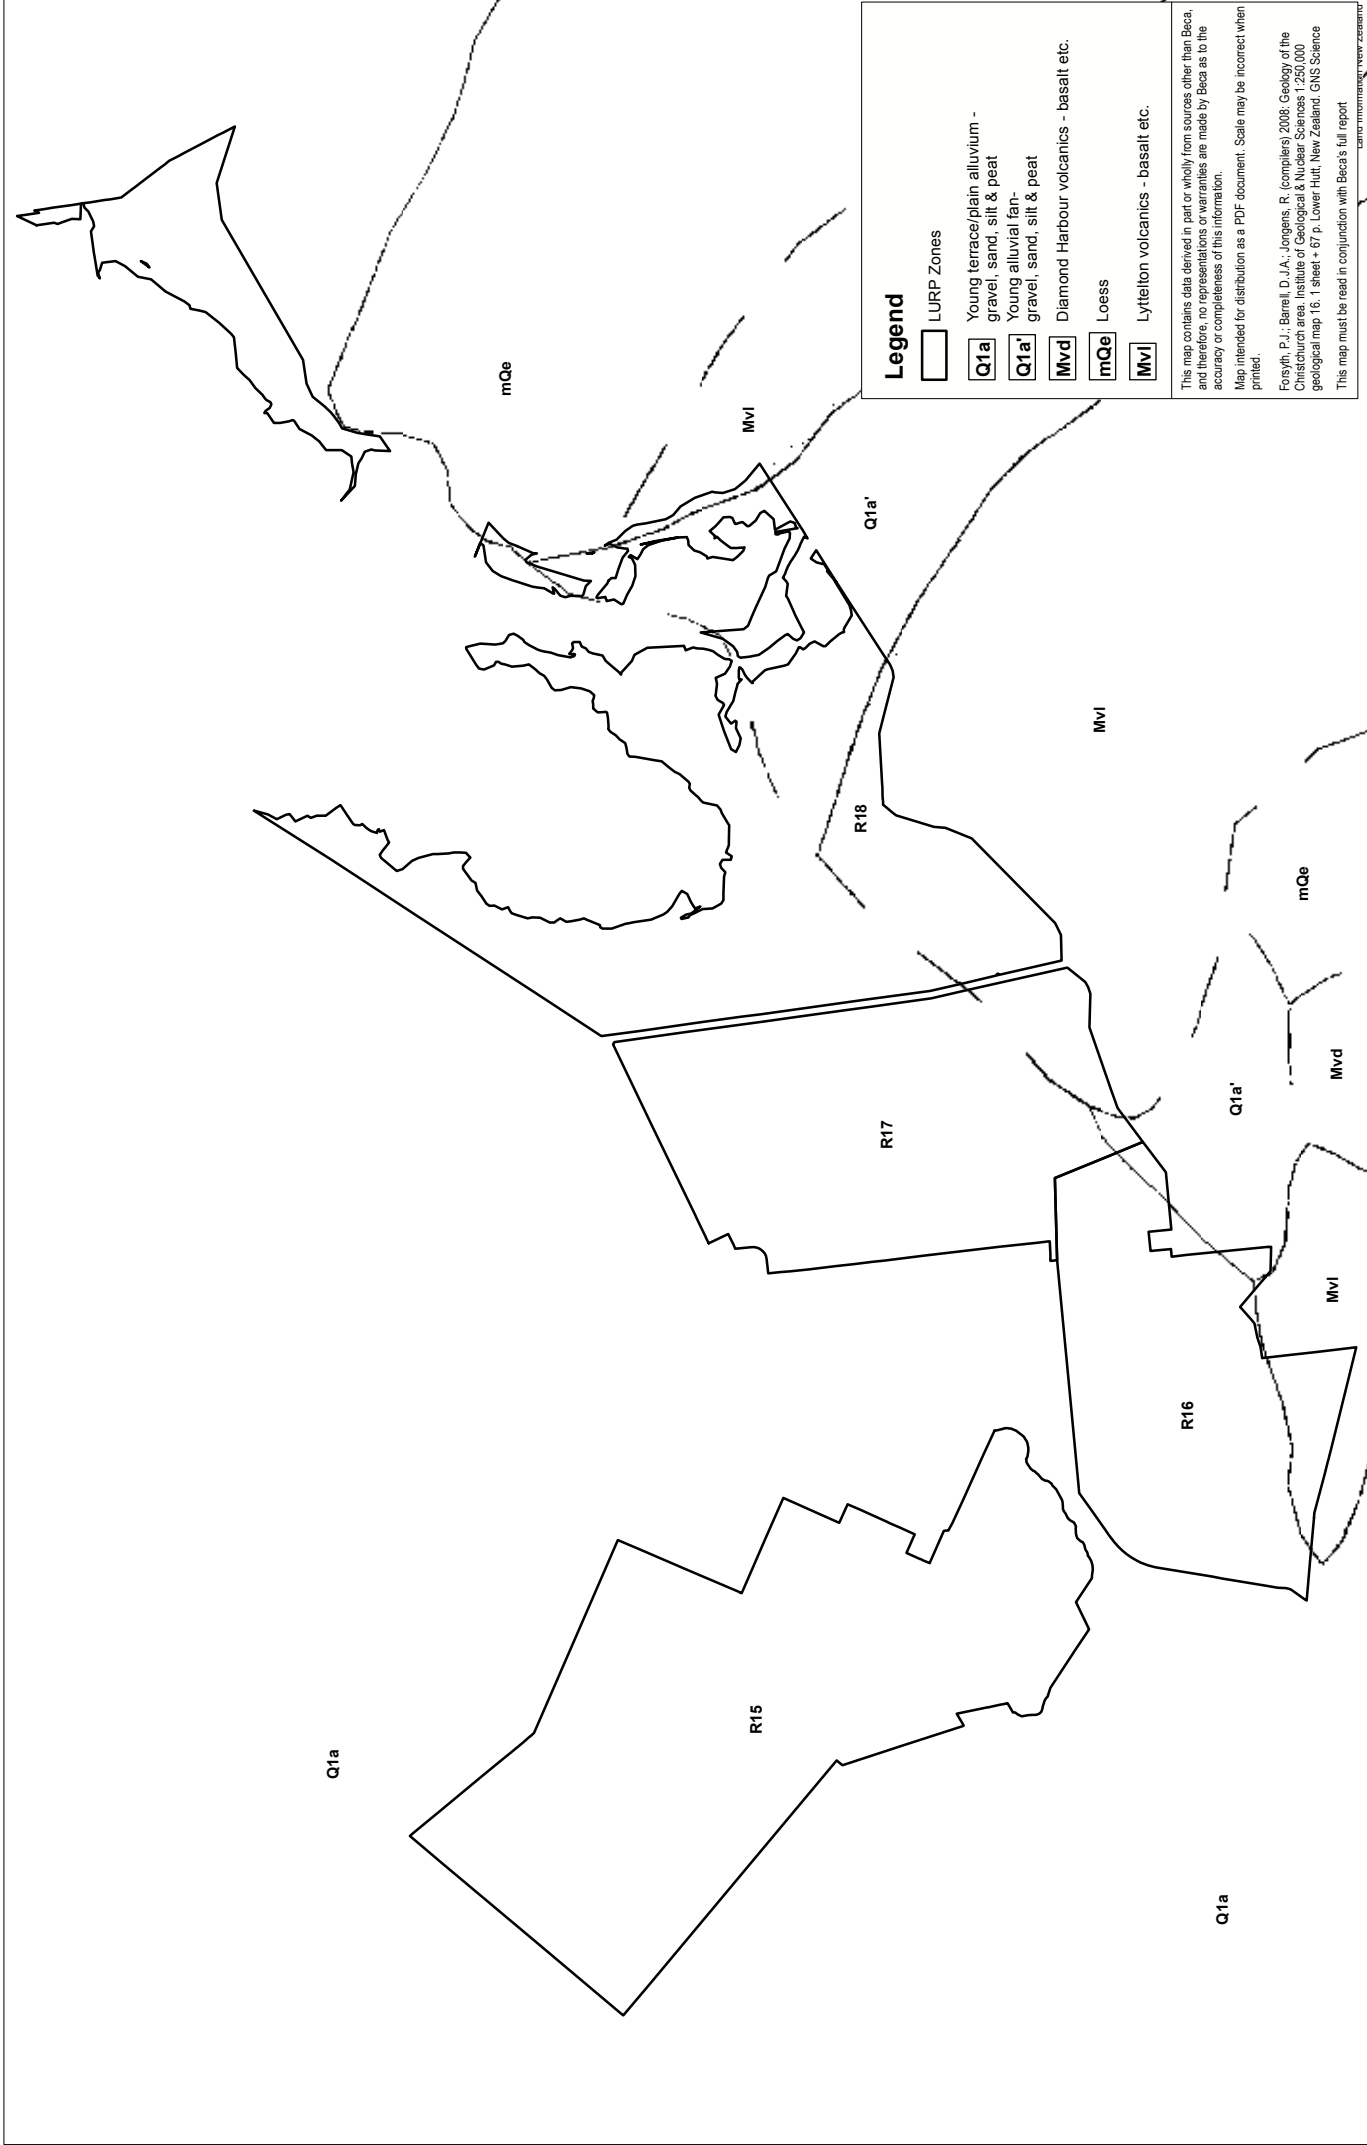 Q1a
Q1a
R15
R16
R17
R18
Mvl
Q1a'
Mvd
mQe
Mvl
Q1a'
Mvl
mQe
Legend
LURP Zones
Q1a
Young terrace/plain alluvium -
gravel, sand, silt & peat
Q1a'
Young alluvial fan-
gravel, sand, silt & peat
Mvd
Diamond Harbour volcanics - basalt etc.
mQe
Loess
Mvl
Lyttelton volcanics - basalt etc.
This map contains data derived in part or wholly from sources other than Beca,
and therefore, no representations or warranties are made by Beca as to the
accuracy or completeness of this information.
Map intended for distribution as a PDF document. Scale may be incorrect when
printed.
Forsyth, P.J.; Barrell, D.J.A.; Jongens, R. (compilers) 2008: Geology of the
Christchurch area. Institute of Geological & Nuclear Sciences 1:250,000
geological map 16. 1 sheet + 67 p. Lower Hutt, New Zealand. GNS Science
This map must be read in conjunction with Beca's full report
Land Information New Zealand